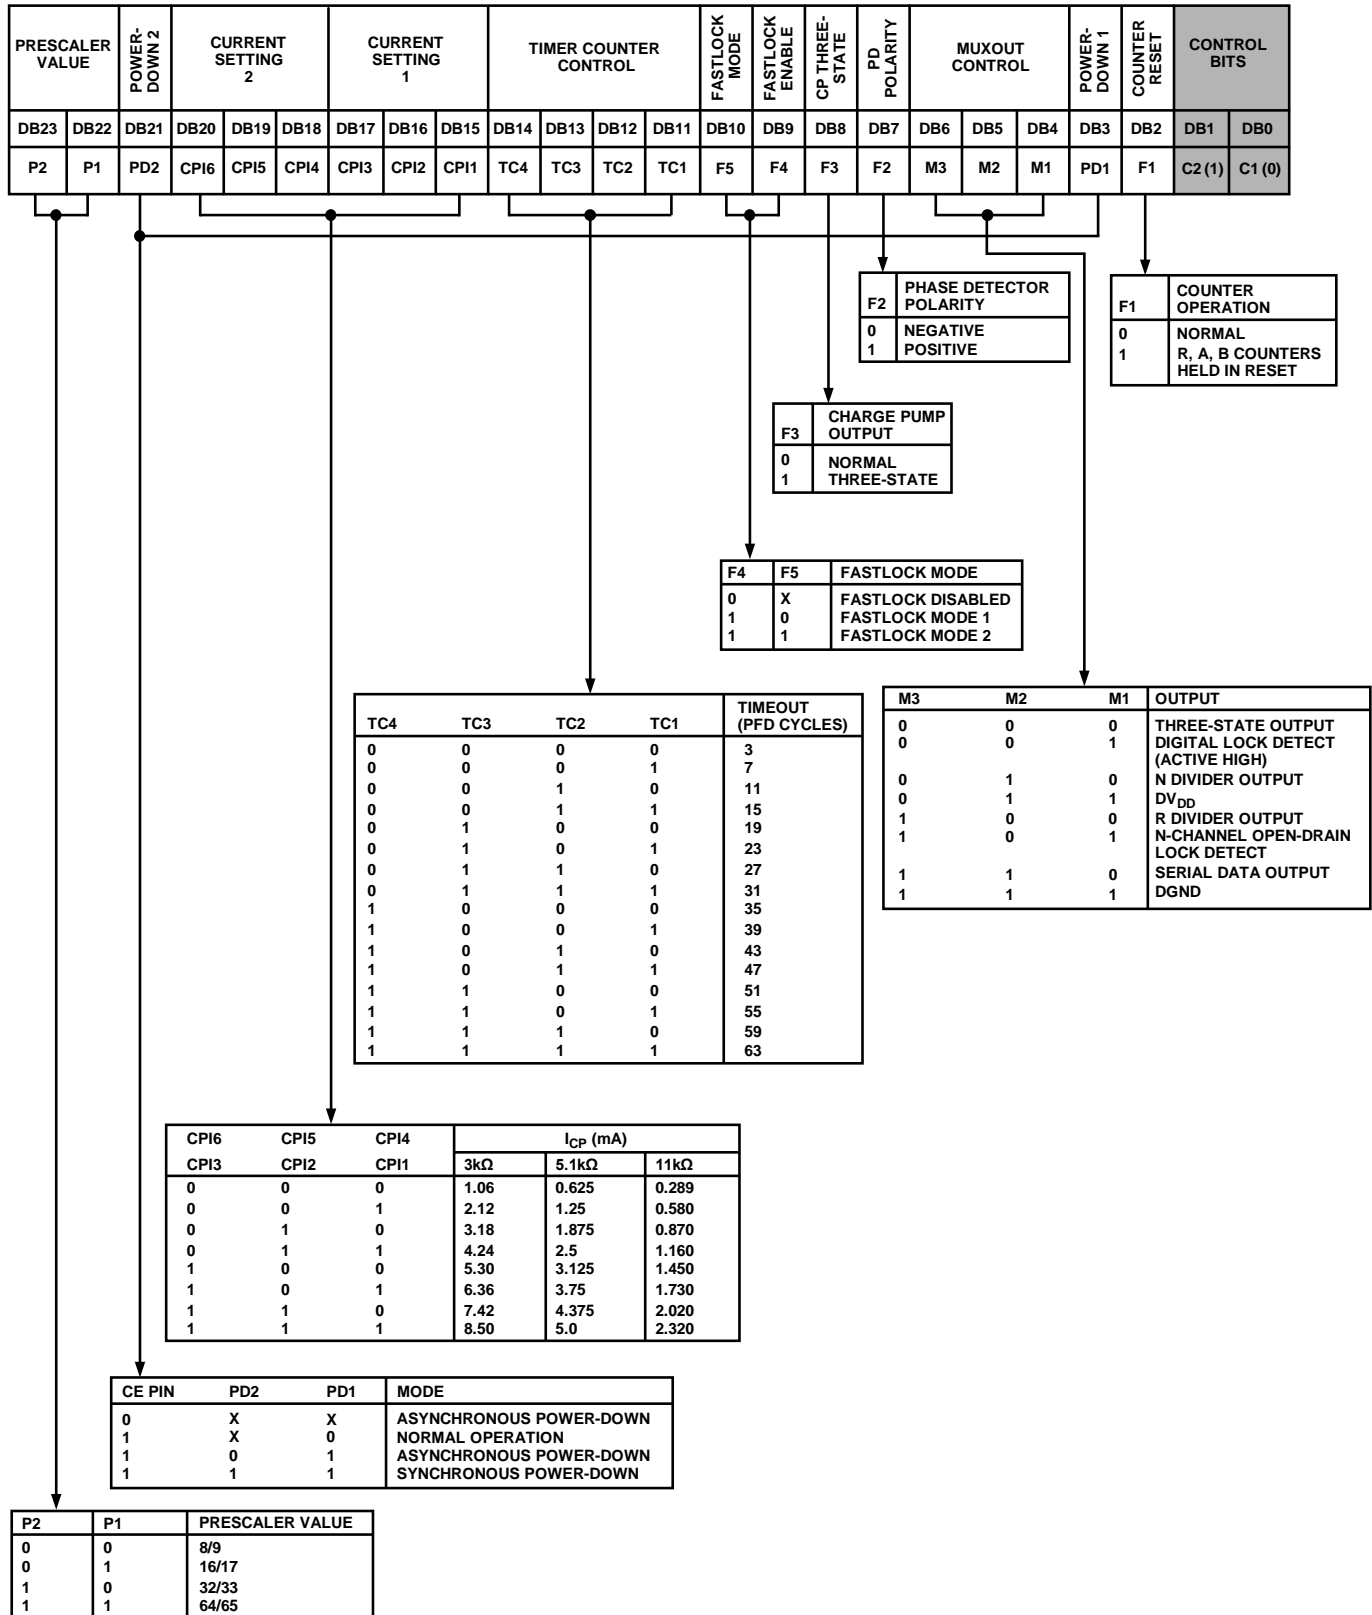 PRESCALER VALUE
POWER-DOWN 2
CURRENT SETTING 2
CURRENT SETTING 1
TIMER COUNTER CONTROL
FASTLOCK MODE
FASTLOCK ENABLE
CP THREE-STATE
PD POLARITY
MUXOUT CONTROL
POWER-DOWN 1
COUNTER RESET
CONTROL BITS
DB23 DB22 DB21 DB20 DB19 DB18 DB17 DB16 DB15 DB14 DB13 DB12 DB11 DB10 DB9 DB8 DB7 DB6 DB5 DB4 DB3 DB2 DB1 DB0
P2 P1 PD2 CPI6 CPI5 CPI4 CPI3 CPI2 CPI1 TC4 TC3 TC2 TC1 F5 F4 F3 F2 M3 M2 M1 PD1 F1 C2 (1) C1 (0)
F2 PHASE DETECTOR POLARITY
0 NEGATIVE
1 POSITIVE
F1 COUNTER OPERATION
0 NORMAL
1 R, A, B COUNTERS
HELD IN RESET
F3 CHARGE PUMP OUTPUT
0 NORMAL
1 THREE-STATE
F4 F5 FASTLOCK MODE
0 X FASTLOCK DISABLED
1 0 FASTLOCK MODE 1
1 1 FASTLOCK MODE 2
TC4 TC3 TC2 TC1 TIMEOUT (PFD CYCLES)
0 0 0 0 3
0 0 0 1 7
0 0 1 0 11
0 0 1 1 15
0 1 0 0 19
0 1 0 1 23
0 1 1 0 27
0 1 1 1 31
1 0 0 0 35
1 0 0 1 39
1 0 1 0 43
1 0 1 1 47
1 1 0 0 51
1 1 0 1 55
1 1 1 0 59
1 1 1 1 63
M3 M2 M1 OUTPUT
0 0 0 THREE-STATE OUTPUT
0 0 1 DIGITAL LOCK DETECT
(ACTIVE HIGH)
0 1 0 N DIVIDER OUTPUT
0 1 1 DVDD
1 0 0 R DIVIDER OUTPUT
1 0 1 N-CHANNEL OPEN-DRAIN
LOCK DETECT
1 1 0 SERIAL DATA OUTPUT
1 1 1 DGND
CPI6 CPI5 CPI4 ICP (mA)
CPI3 CPI2 CPI1 3kΩ 5.1kΩ 11kΩ
0 0 0 1.06 0.625 0.289
0 0 1 2.12 1.25 0.580
0 1 0 3.18 1.875 0.870
0 1 1 4.24 2.5 1.160
1 0 0 5.30 3.125 1.450
1 0 1 6.36 3.75 1.730
1 1 0 7.42 4.375 2.020
1 1 1 8.50 5.0 2.320
CE PIN PD2 PD1 MODE
0 X X ASYNCHRONOUS POWER-DOWN
1 X 0 NORMAL OPERATION
1 0 1 ASYNCHRONOUS POWER-DOWN
1 1 1 SYNCHRONOUS POWER-DOWN
P2 P1 PRESCALER VALUE
0 0 8/9
0 1 16/17
1 0 32/33
1 1 64/65